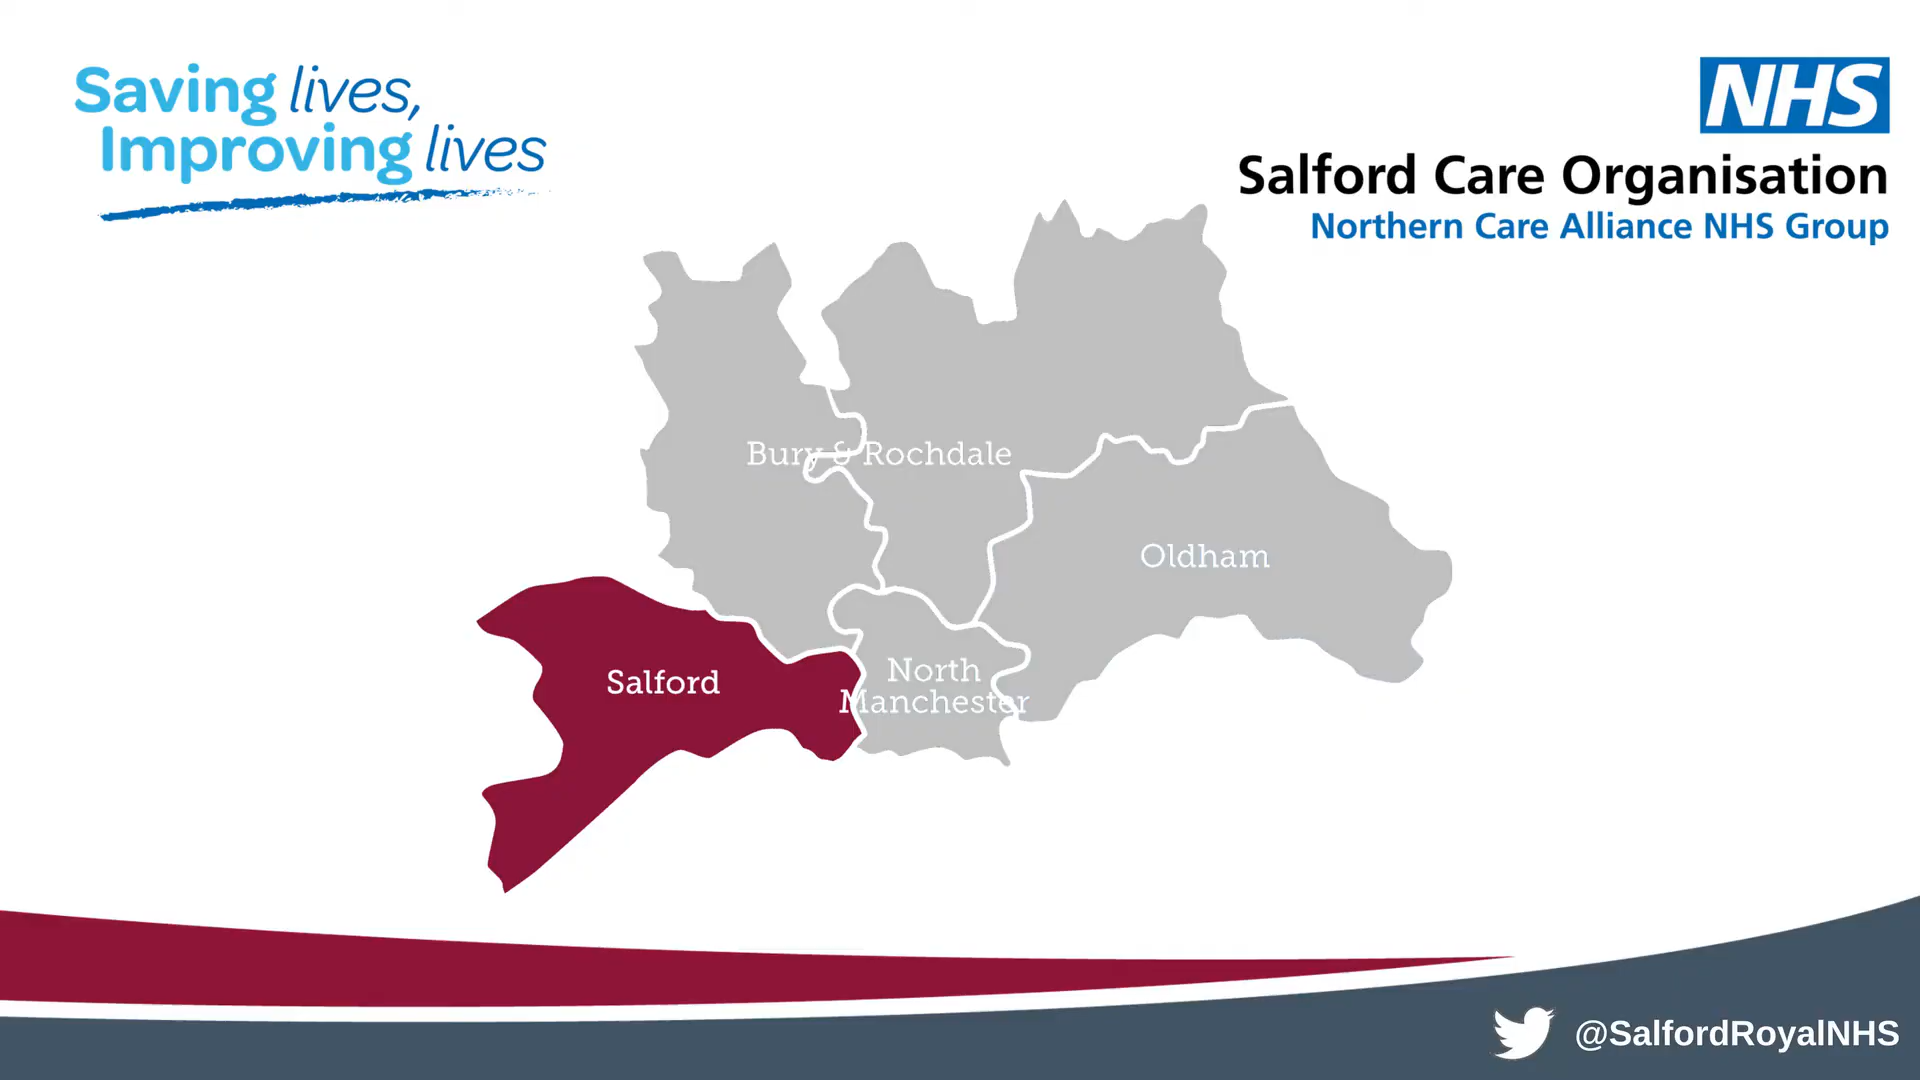 Saving lives,
Improving lives
NHS
Salford Care Organisation
Northern Care Alliance NHS Group
Bury & Rochdale
Oldham
Salford
North
Manchester
@SalfordRoyalNHS